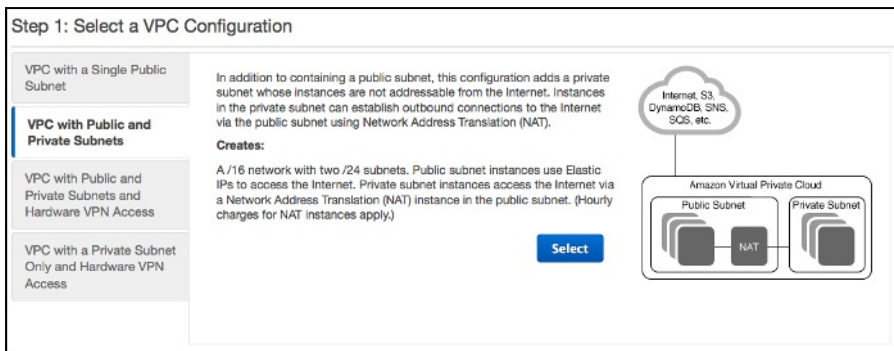 Step 1: Select a VPC Configuration
VPC with a Single Public
Subnet
VPC with Public and
Private Subnets
VPC with Public and
Private Subnets and
Hardware VPN Access
VPC with a Private Subnet
Only and Hardware VPN
Access
In addition to containing a public subnet, this configuration adds a private
subnet whose instances are not addressable from the Internet. Instances
in the private subnet can establish outbound connections to the Internet
via the public subnet using Network Address Translation (NAT).
Creates:
A /16 network with two /24 subnets. Public subnet instances use Elastic
IPs to access the Internet. Private subnet instances access the Internet via
a Network Address Translation (NAT) instance in the public subnet. (Hourly
charges for NAT instances apply.)
Select
Internet, S3,
DynamoDB, SNS,
SQS, etc.
Amazon Virtual Private Cloud
Public Subnet
Private Subnet
NAT